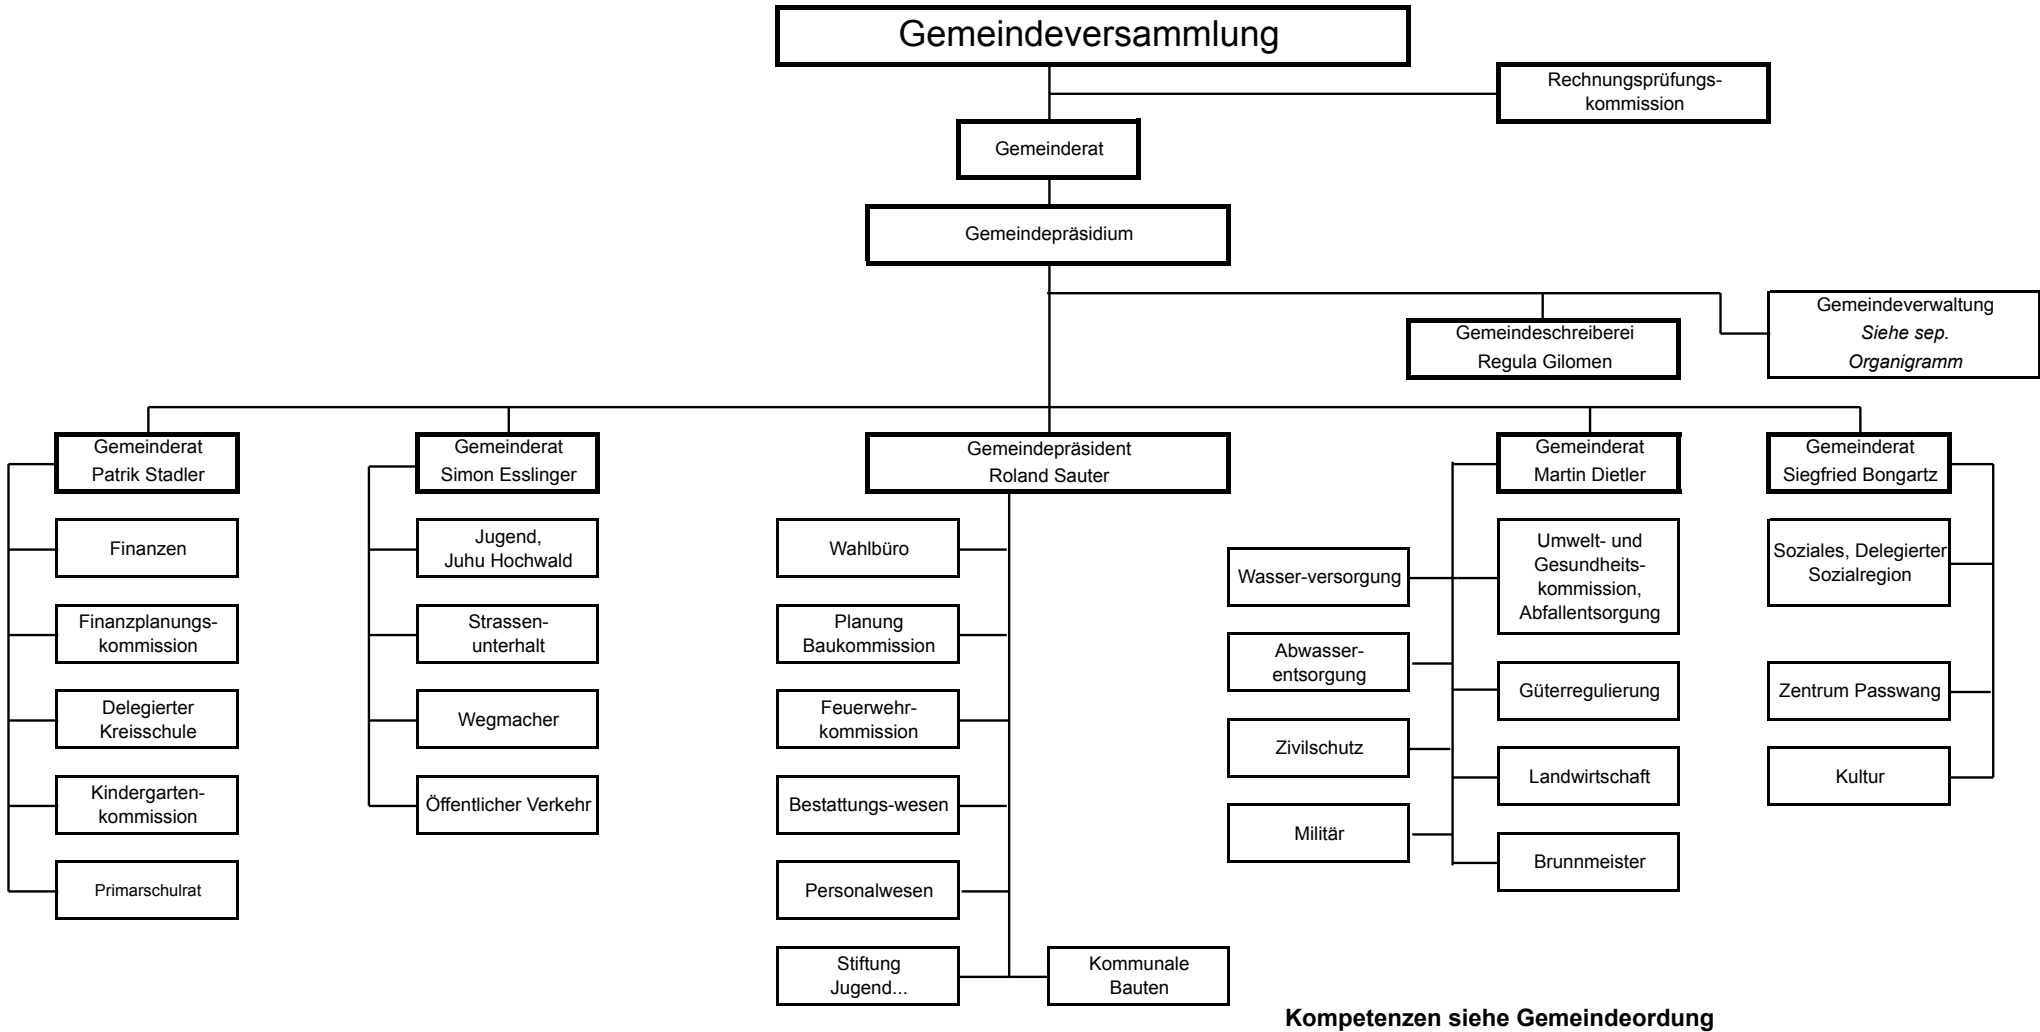 Gemeindeversammlung
Rechnungsprüfungs-
kommission
Gemeinderat
Gemeindepräsidium
Gemeindeschreiberei
Regula Gilomen
Gemeindeverwaltung
Siehe sep.
Organigramm
Gemeinderat
Patrik Stadler
Finanzen
Finanzplanungs-
kommission
Delegierter
Kreisschule
Kindergarten-
kommission
Primarschulrat
Gemeinderat
Simon Esslinger
Jugend,
Juhu Hochwald
Strassen-
unterhalt
Wegmacher
Öffentlicher Verkehr
Gemeindepräsident
Roland Sauter
Wahlbüro
Planung
Baukommission
Feuerwehr-
kommission
Bestattungs-wesen
Personalwesen
Stiftung
Jugend...
Kommunale
Bauten
Gemeinderat
Martin Dietler
Wasser-versorgung
Abwasser-
entsorgung
Zivilschutz
Militär
Umwelt- und
Gesundheits-
kommission,
Abfallentsorgung
Güterregulierung
Landwirtschaft
Brunnmeister
Gemeinderat
Siegfried Bongartz
Soziales, Delegierter
Sozialregion
Zentrum Passwang
Kultur
Kompetenzen siehe Gemeindeordung